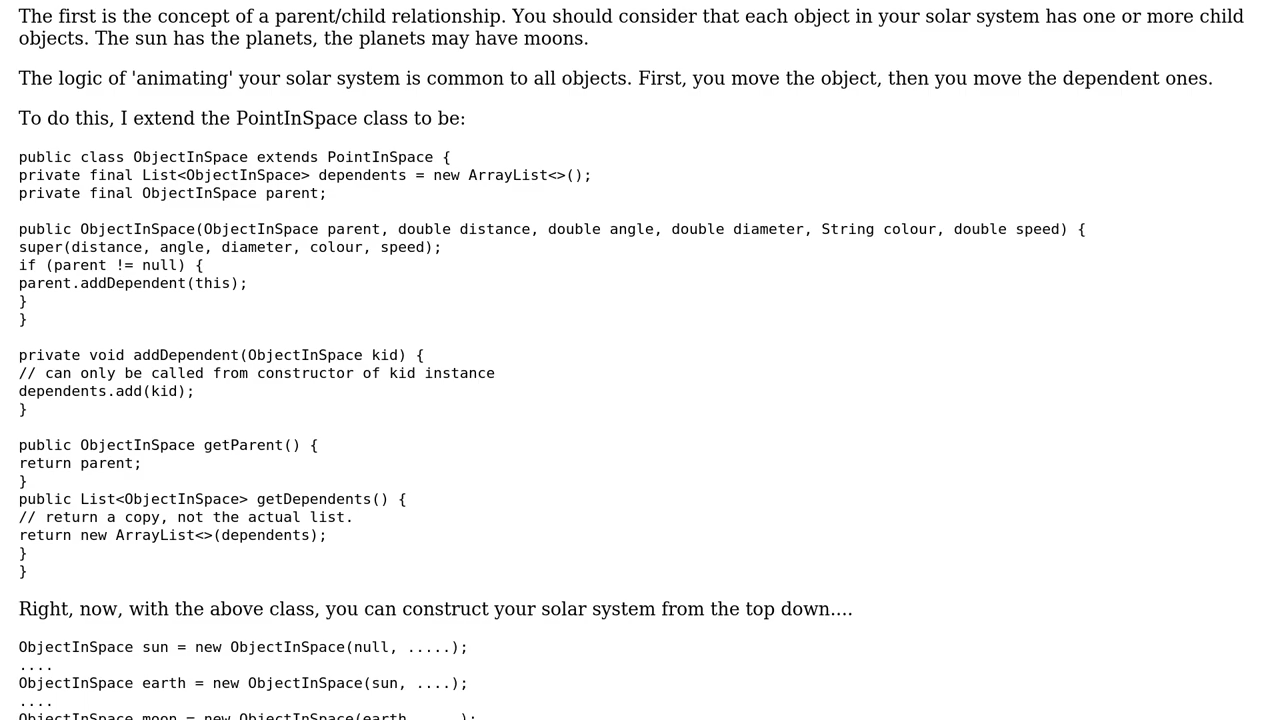 The first is the concept of a parent/child relationship. You should consider that each object in your solar system has one or more child
objects. The sun has the planets, the planets may have moons.
The logic of 'animating' your solar system is common to all objects. First, you move the object, then you move the dependent ones.
To do this, I extend the PointInSpace class to be:
public class ObjectInSpace extends PointInSpace {
private final List<ObjectInSpace> dependents = new ArrayList<>();
private final ObjectInSpace parent;
public ObjectInSpace(ObjectInSpace parent, double distance, double angle, double diameter, String colour, double speed) {
super(distance, angle, diameter, colour, speed);
if (parent != null) {
parent.addDependent(this);
}
}
private void addDependent(ObjectInSpace kid) {
// can only be called from constructor of kid instance
dependents.add(kid);
}
public ObjectInSpace getParent() {
return parent;
}
public List<ObjectInSpace> getDependents() {
// return a copy, not the actual list.
return new ArrayList<>(dependents);
}
}
Right, now, with the above class, you can construct your solar system from the top down....
ObjectInSpace sun = new ObjectInSpace(null, .....);
....
ObjectInSpace earth = new ObjectInSpace(sun, ....);
....
ObjectInSpace moon = new ObjectInSpace(earth, .....);